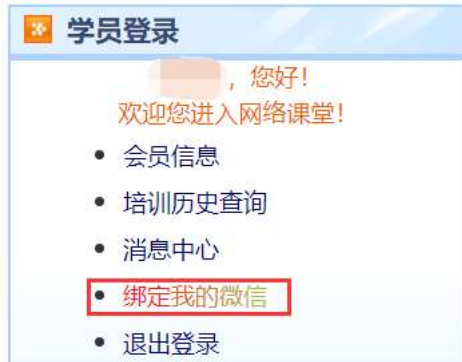 学员登录
，您好！
欢迎您进入网络课堂！
会员信息
培训历史查询
消息中心
绑定我的微信
退出登录